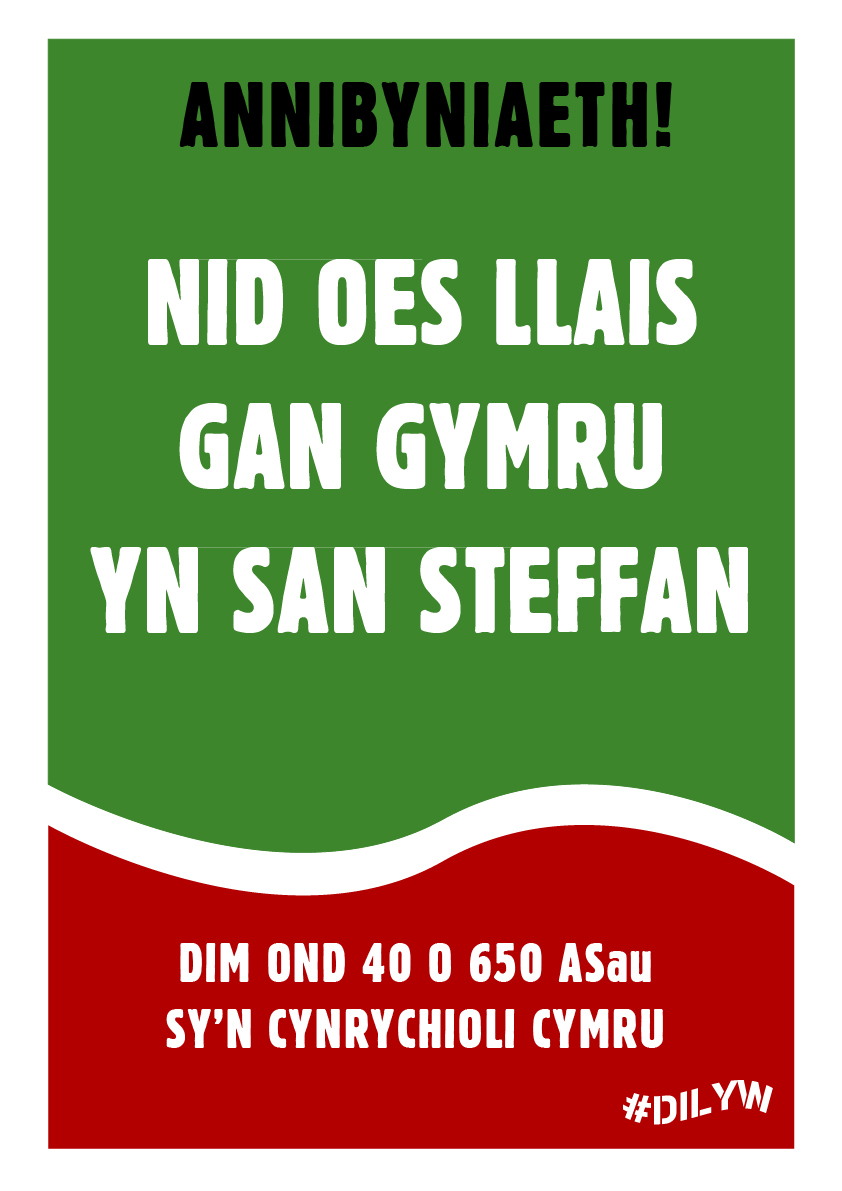 ANNIBYNIAETH!
NID OES LLAIS
GAN GYMRU
YN SAN STEFFAN
DIM OND 40 O 650 ASau
SY'N CYNRYCHIOLI CYMRU
#DILYW